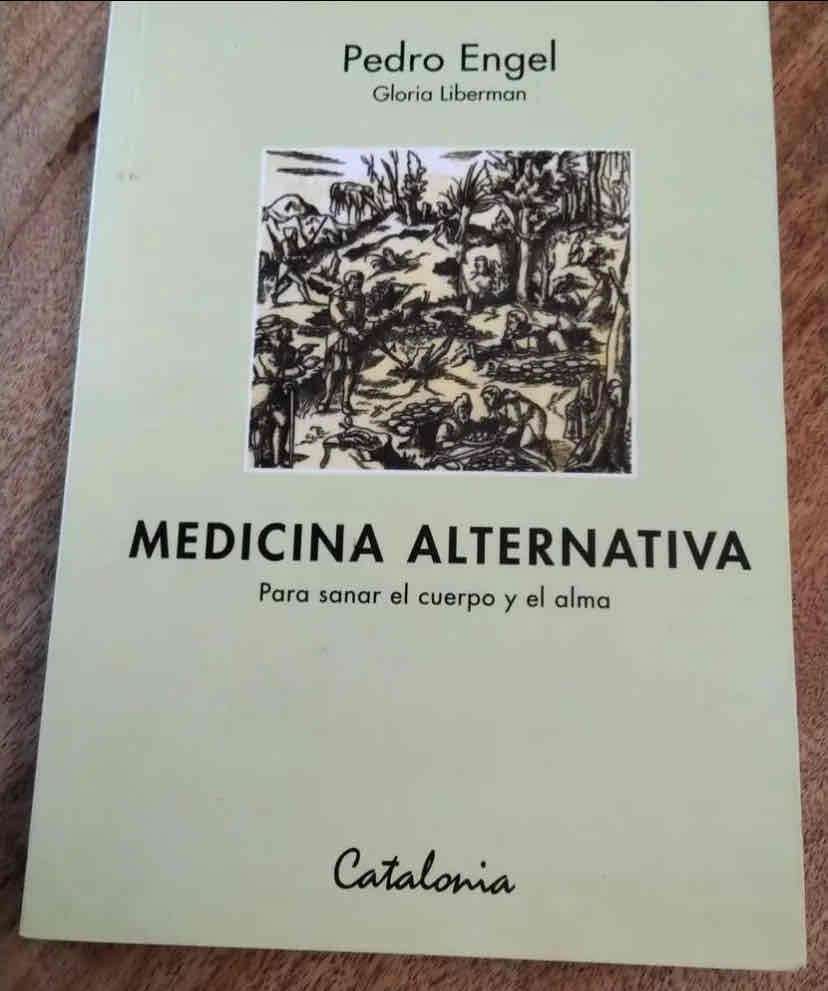 Pedro Engel
Gloria Liberman
MEDICINA ALTERNATIVA
Para sanar el cuerpo y el alma
Catalonia